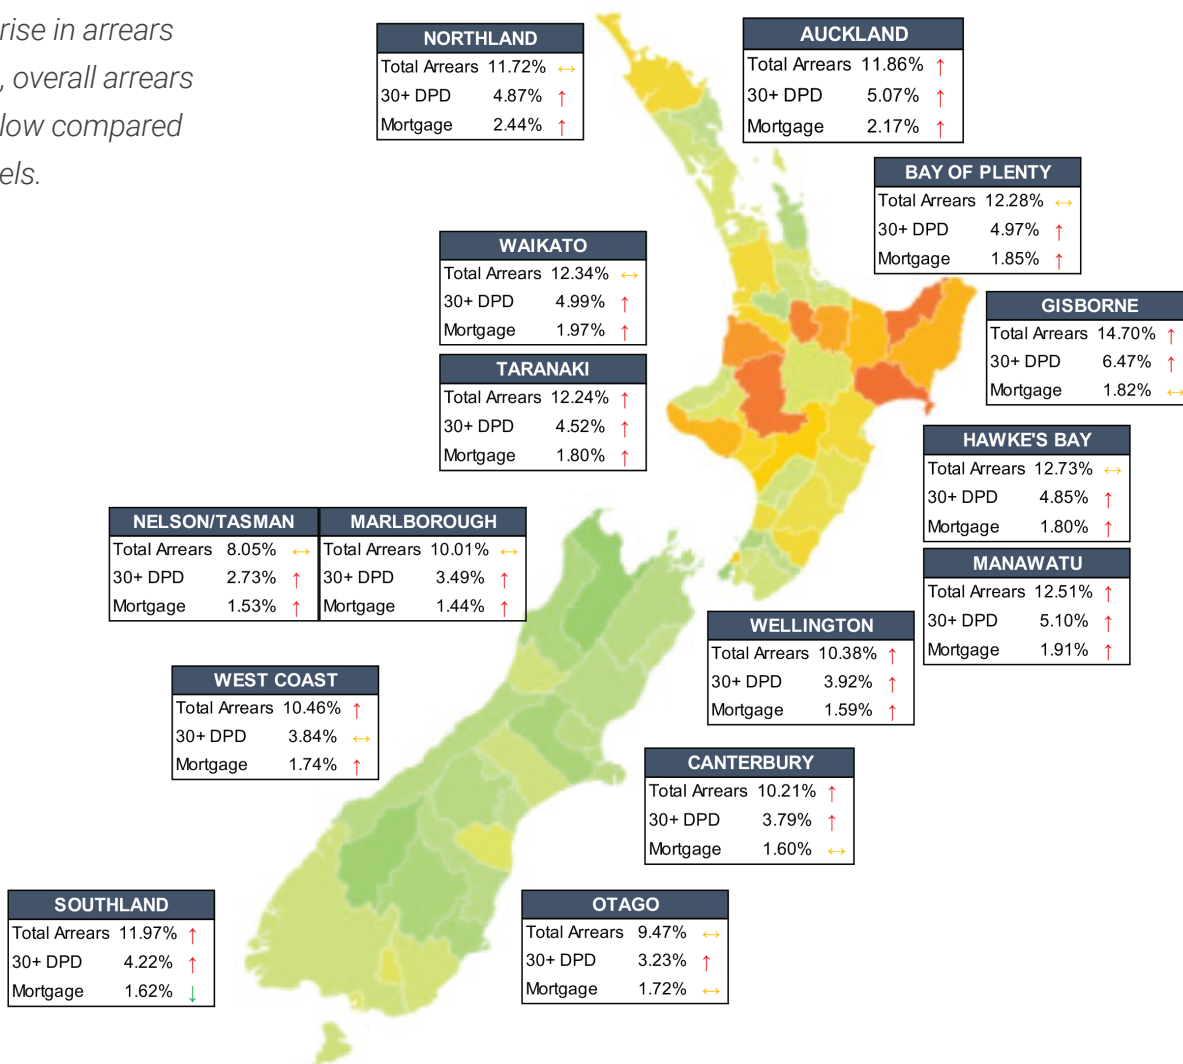 rise in arrears
, overall arrears
low compared
els.
NORTHLAND
Total Arrears 11.72% ↔
30+ DPD 4.87% ↑
Mortgage 2.44% ↑
AUCKLAND
Total Arrears 11.86% ↑
30+ DPD 5.07% ↑
Mortgage 2.17% ↑
BAY OF PLENTY
Total Arrears 12.28% ↔
30+ DPD 4.97% ↑
Mortgage 1.85% ↑
WAIKATO
Total Arrears 12.34% ↔
30+ DPD 4.99% ↑
Mortgage 1.97% ↑
GISBORNE
Total Arrears 14.70% ↑
30+ DPD 6.47% ↑
Mortgage 1.82% ↔
TARANAKI
Total Arrears 12.24% ↑
30+ DPD 4.52% ↑
Mortgage 1.80% ↑
HAWKE'S BAY
Total Arrears 12.73% ↔
30+ DPD 4.85% ↑
Mortgage 1.80% ↑
NELSON/TASMAN
Total Arrears 8.05% ↔
30+ DPD 2.73% ↑
Mortgage 1.53% ↑
MARLBOROUGH
Total Arrears 10.01% ↔
30+ DPD 3.49% ↑
Mortgage 1.44% ↑
MANAWATU
Total Arrears 12.51% ↑
30+ DPD 5.10% ↑
Mortgage 1.91% ↑
WELLINGTON
Total Arrears 10.38% ↑
30+ DPD 3.92% ↑
Mortgage 1.59% ↑
WEST COAST
Total Arrears 10.46% ↑
30+ DPD 3.84% ↔
Mortgage 1.74% ↑
CANTERBURY
Total Arrears 10.21% ↑
30+ DPD 3.79% ↑
Mortgage 1.60% ↔
SOUTHLAND
Total Arrears 11.97% ↑
30+ DPD 4.22% ↑
Mortgage 1.62% ↓
OTAGO
Total Arrears 9.47% ↔
30+ DPD 3.23% ↑
Mortgage 1.72% ↔